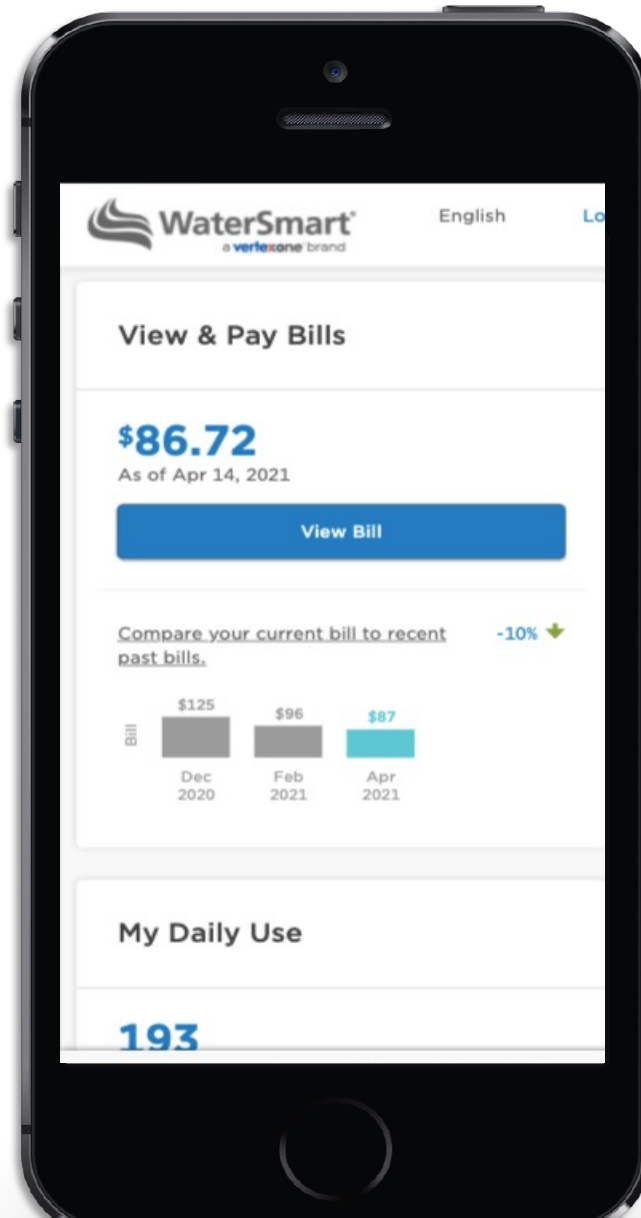 WaterSmart®
a vertexone brand
English
Lo
View & Pay Bills
$86.72
As of Apr 14, 2021
View Bill
Compare your current bill to recent
past bills.
-10%
Bill
$125
$96
$87
Dec
2020
Feb
2021
Apr
2021
My Daily Use
193